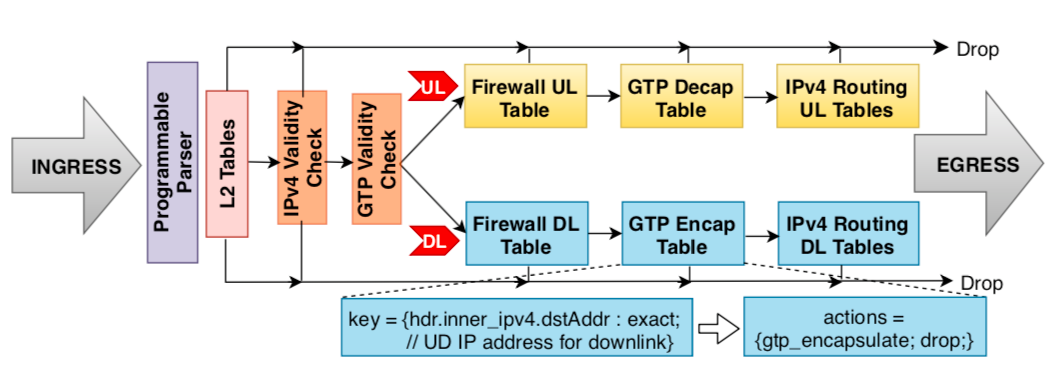 INGRESS
Programmable
Parser
L2 Tables
IPv4 Validity
Check
GTP Validity
Check
UL
Firewall UL
Table
GTP Decap
Table
IPv4 Routing
UL Tables
Drop
EGRESS
DL
Firewall DL
Table
GTP Encap
Table
IPv4 Routing
DL Tables
Drop
key = {hdr.inner_ipv4.dstAddr : exact;
// UD IP address for downlink}
actions =
{gtp_encapsulate; drop;}